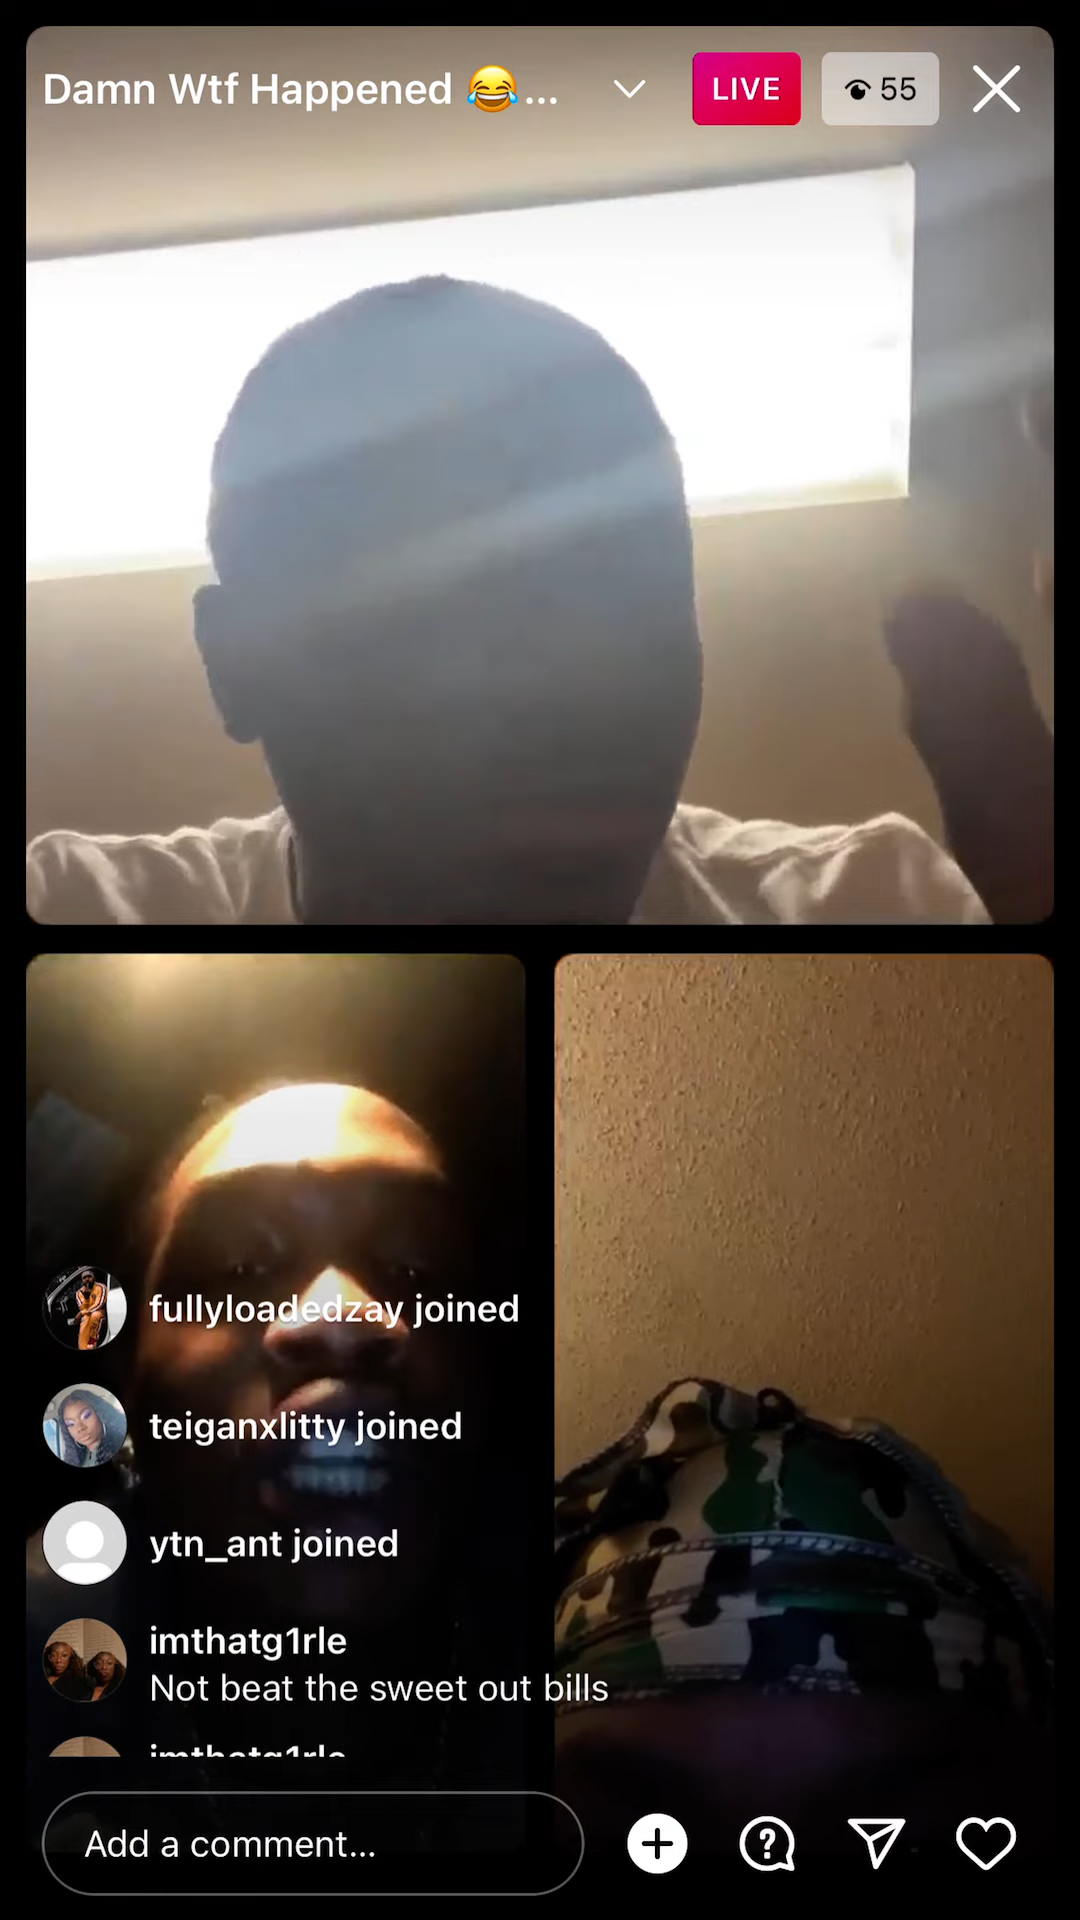 Damn Wtf Happened 😂...
LIVE
55
fullyloadedzay joined
teiganxlitty joined
ytn_ant joined
imthatg1rle
Not beat the sweet out bills
imthatg1rle
Add a comment...